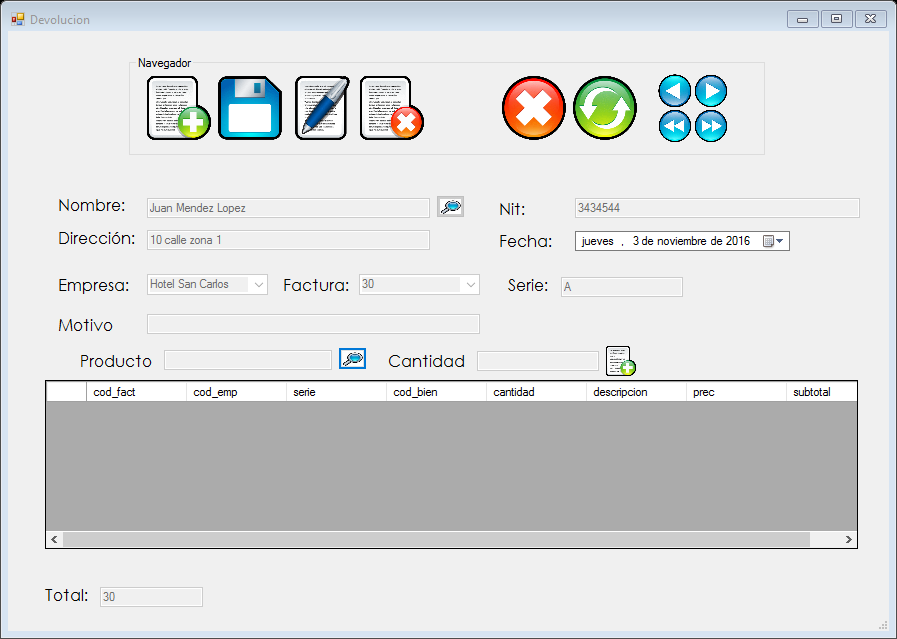 Devolucion
Navegador
Nombre: Juan Mendez Lopez
Nit: 3434544
Dirección: 10 calle zona 1
Fecha: jueves , 3 de noviembre de 2016
Empresa: Hotel San Carlos Factura: 30 Serie: A
Motivo
Producto Cantidad
cod_fact cod_emp serie cod_bien cantidad descripcion prec subtotal
Total: 30